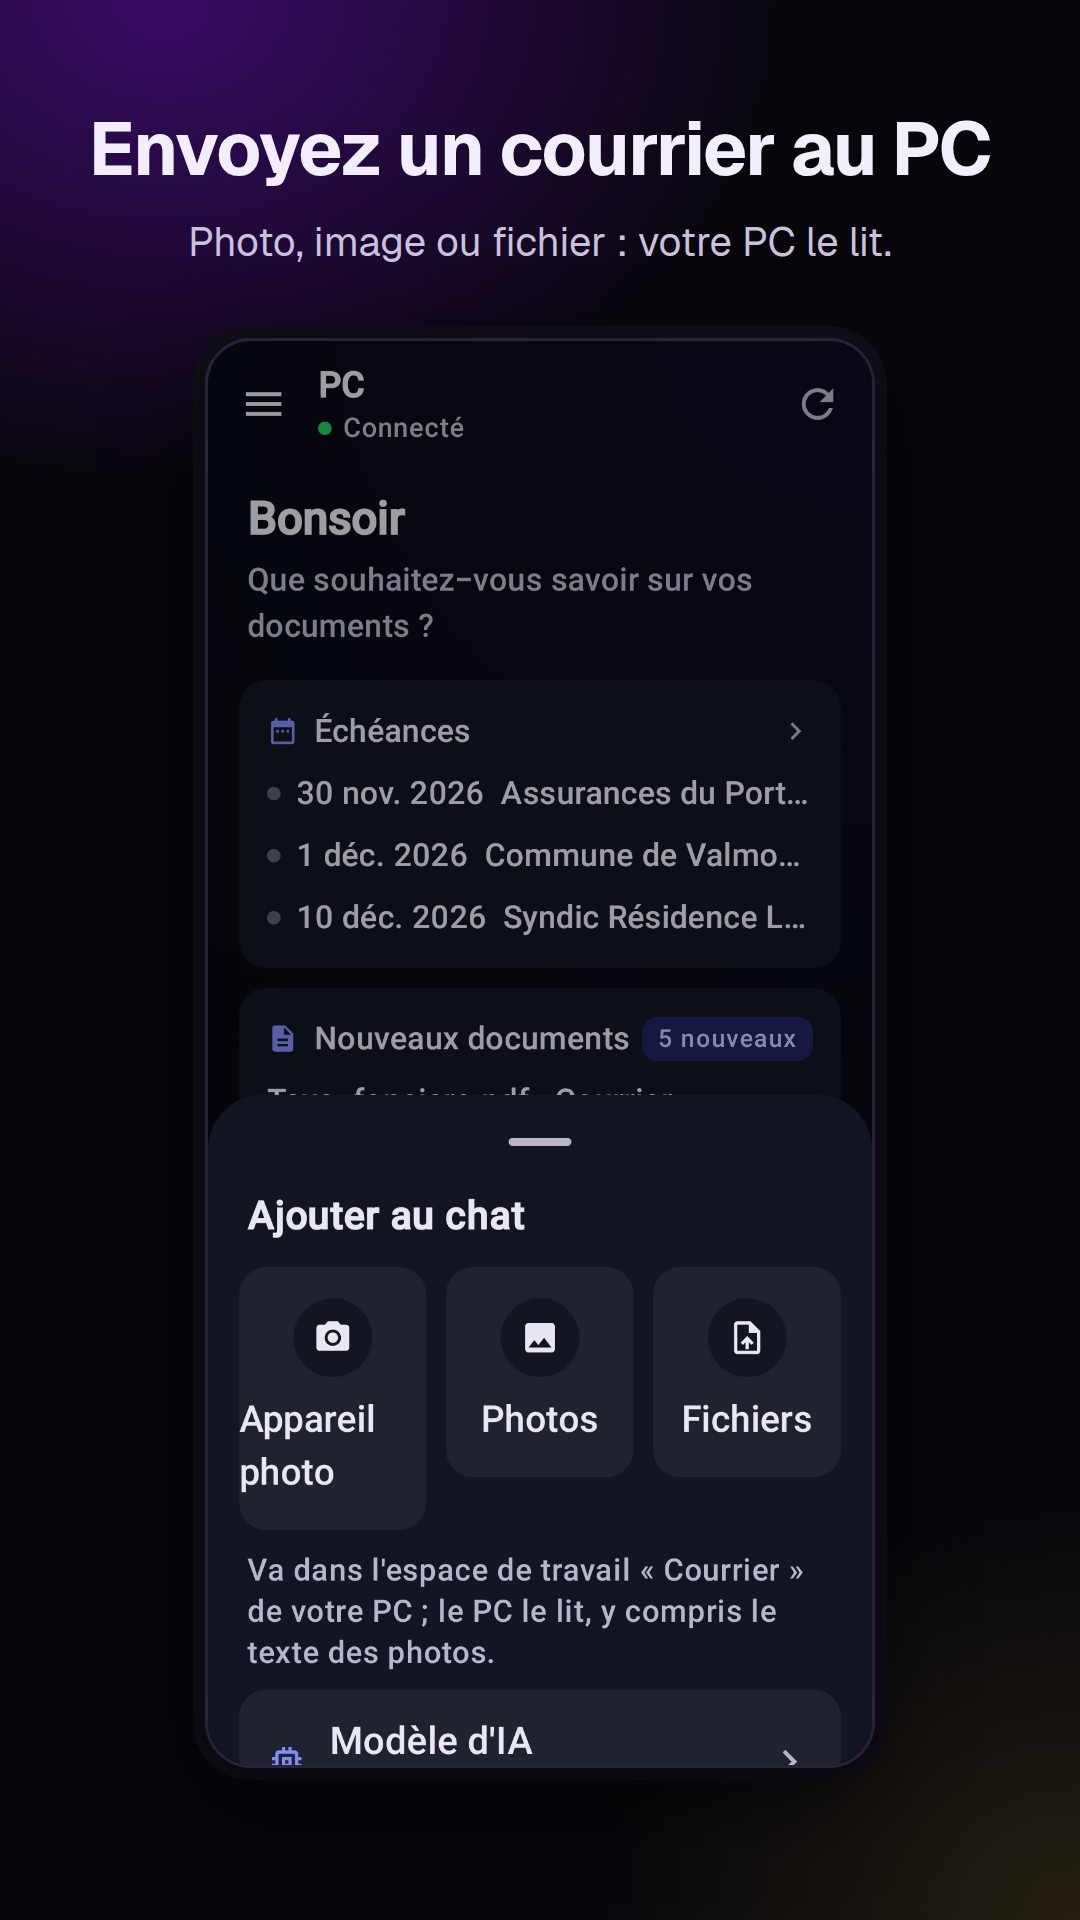 Envoyez un courrier au PC
Photo, image ou fichier : votre PC le lit.
PC
Connecté
Bonsoir
Que souhaitez-vous savoir sur vos
documents ?
Échéances
30 nov. 2026 Assurances du Port…
1 déc. 2026 Commune de Valmo…
10 déc. 2026 Syndic Résidence L…
Nouveaux documents 5 nouveaux
Ajouter au chat
Appareil
photo
Photos
Fichiers
Va dans l'espace de travail « Courrier »
de votre PC ; le PC le lit, y compris le
texte des photos.
Modèle d'IA